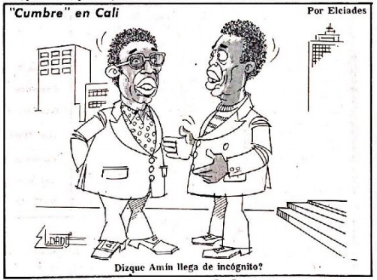 "Cumbre" en Cali
Por Elciades
Dizque Amín llega de incógnito?